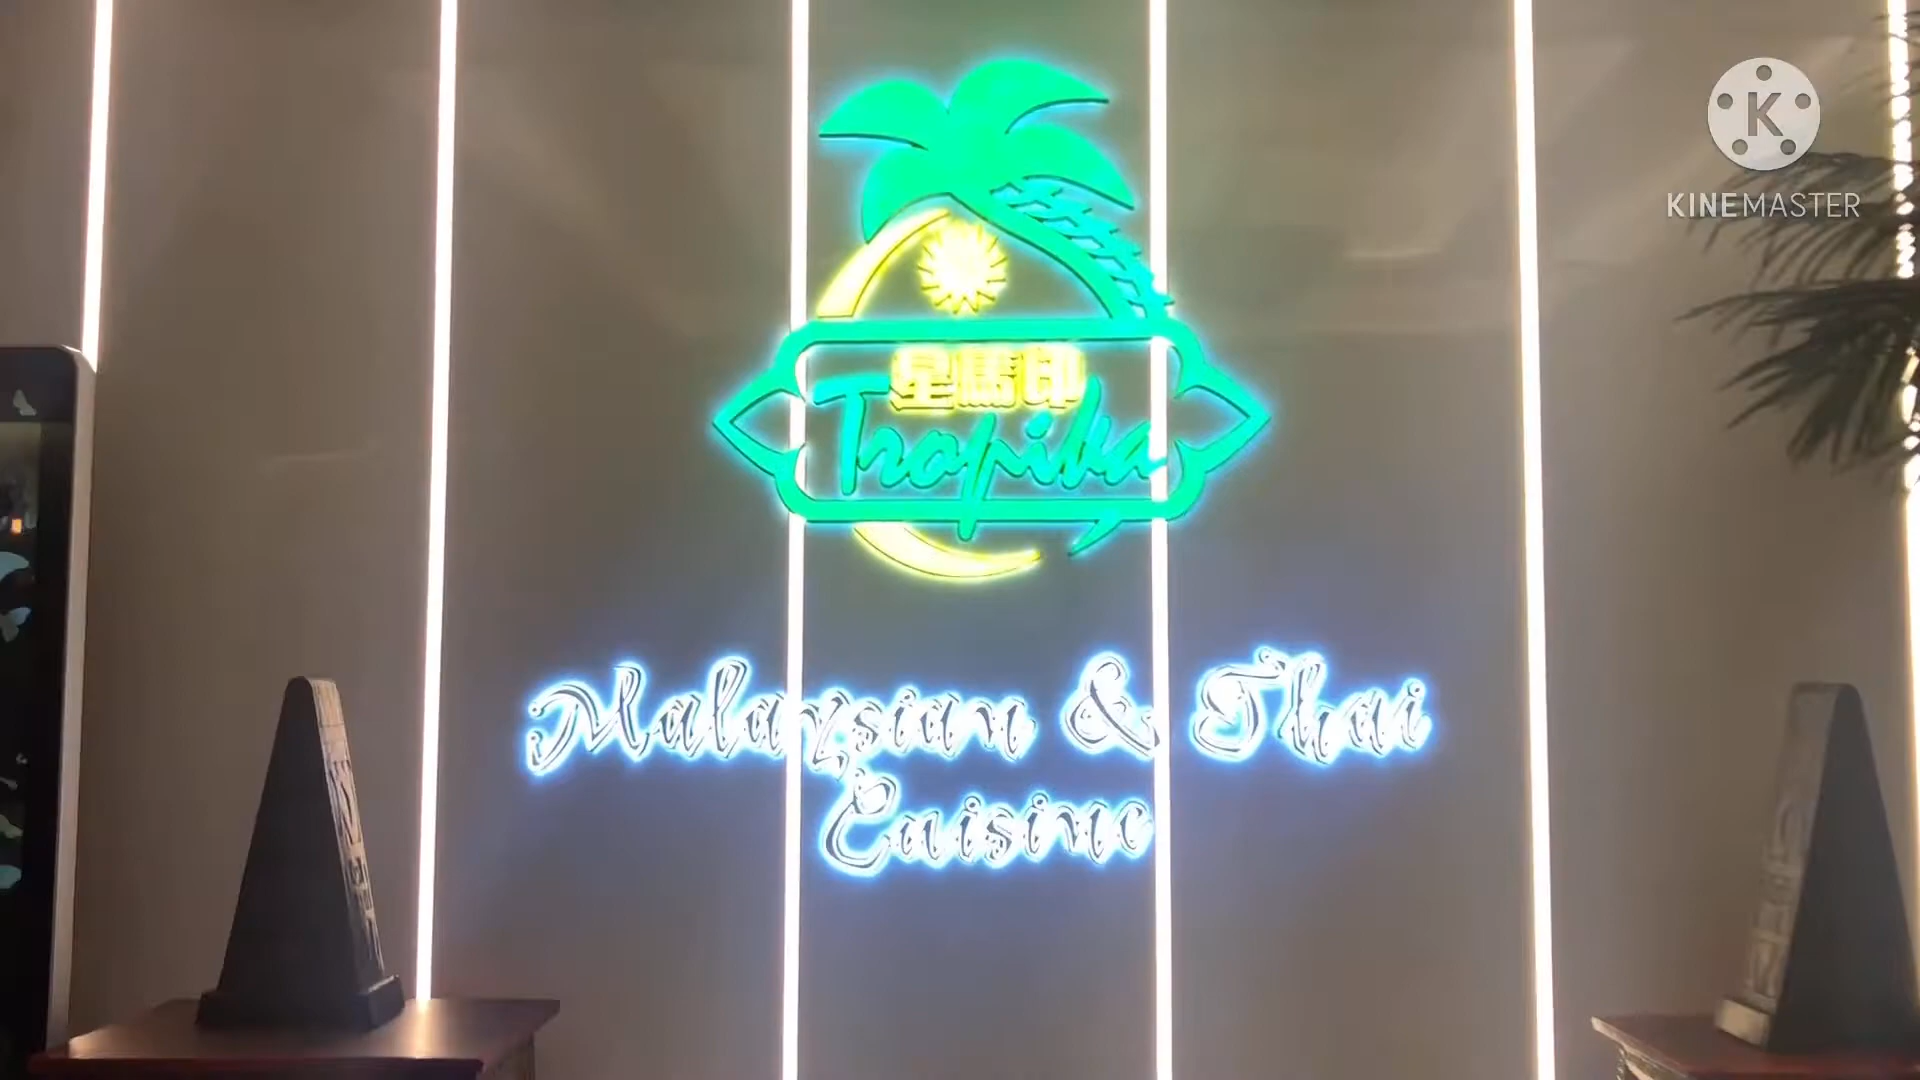 K
KINEMASTER
星馬印
Tropika
Malaysian & Thai
Cuisine